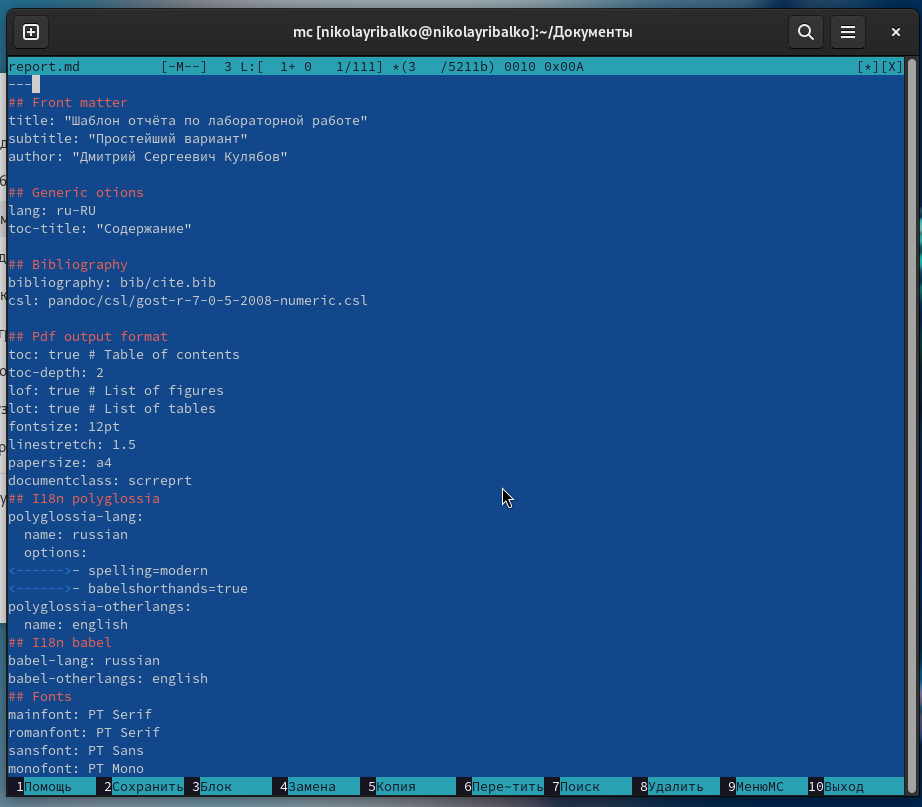 mc [nikolayribalko@nikolayribalko]:~/Документы
report.md [-M--] 3 L:[ 1+ 0 1/111] *(3 /5211b) 0010 0x00A [*][X]
---
## Front matter
title: "Шаблон отчёта по лабораторной работе"
subtitle: "Простейший вариант"
author: "Дмитрий Сергеевич Кулябов"
## Generic otions
lang: ru-RU
toc-title: "Содержание"
## Bibliography
bibliography: bib/cite.bib
csl: pandoc/csl/gost-r-7-0-5-2008-numeric.csl
## Pdf output format
toc: true # Table of contents
toc-depth: 2
lof: true # List of figures
lot: true # List of tables
fontsize: 12pt
linestretch: 1.5
papersize: a4
documentclass: scrreprt
## I18n polyglossia
polyglossia-lang:
name: russian
options:
<------>- spelling=modern
<------>- babelshorthands=true
polyglossia-otherlangs:
name: english
## I18n babel
babel-lang: russian
babel-otherlangs: english
## Fonts
mainfont: PT Serif
romanfont: PT Serif
sansfont: PT Sans
monofont: PT Mono
1Помощь 2Сохранить 3Блок 4Замена 5Копия 6Пере~тить 7Поиск 8Удалить 9МенюMC 10Выход